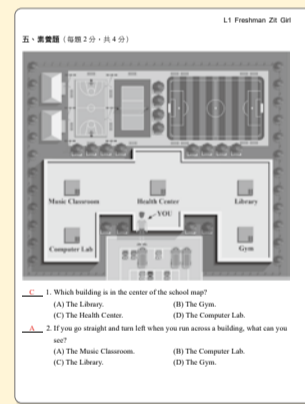 L1 Freshman Zit Girl
五、素養題（每題 2 分，共 4 分）
Music Classroom
Health Center
Library
YOU
Computer Lab
Gym
C 1. Which building is in the center of the school map?
(A) The Library. (B) The Gym.
(C) The Health Center. (D) The Computer Lab.
A 2. If you go straight and turn left when you run across a building, what can you
see?
(A) The Music Classroom. (B) The Computer Lab.
(C) The Library. (D) The Gym.